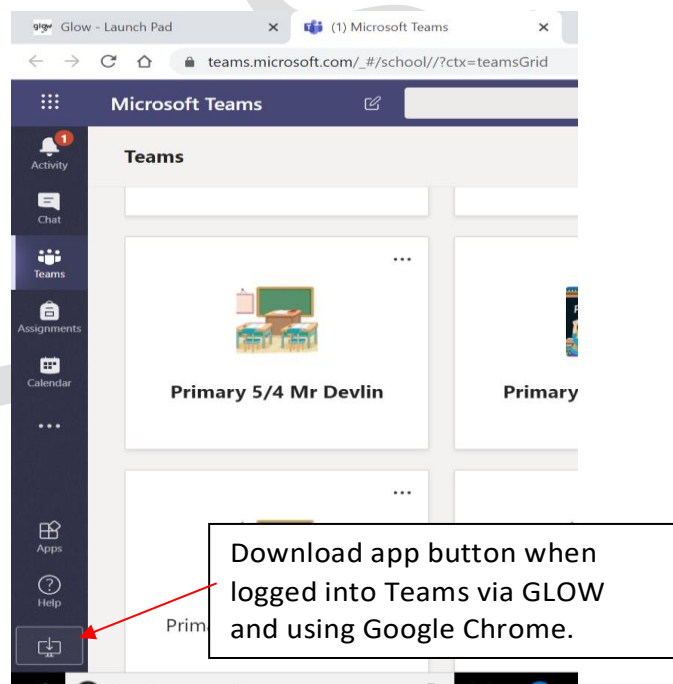 glow Glow - Launch Pad × (1) Microsoft Teams ×
teams.microsoft.com/_#/school//?ctx=teamsGrid
Microsoft Teams
1
Activity
Teams
Chat
Teams
Assignments
Calendar
Primary 5/4 Mr Devlin
Primary
Apps
Help
Prim
Download app button when
logged into Teams via GLOW
and using Google Chrome.